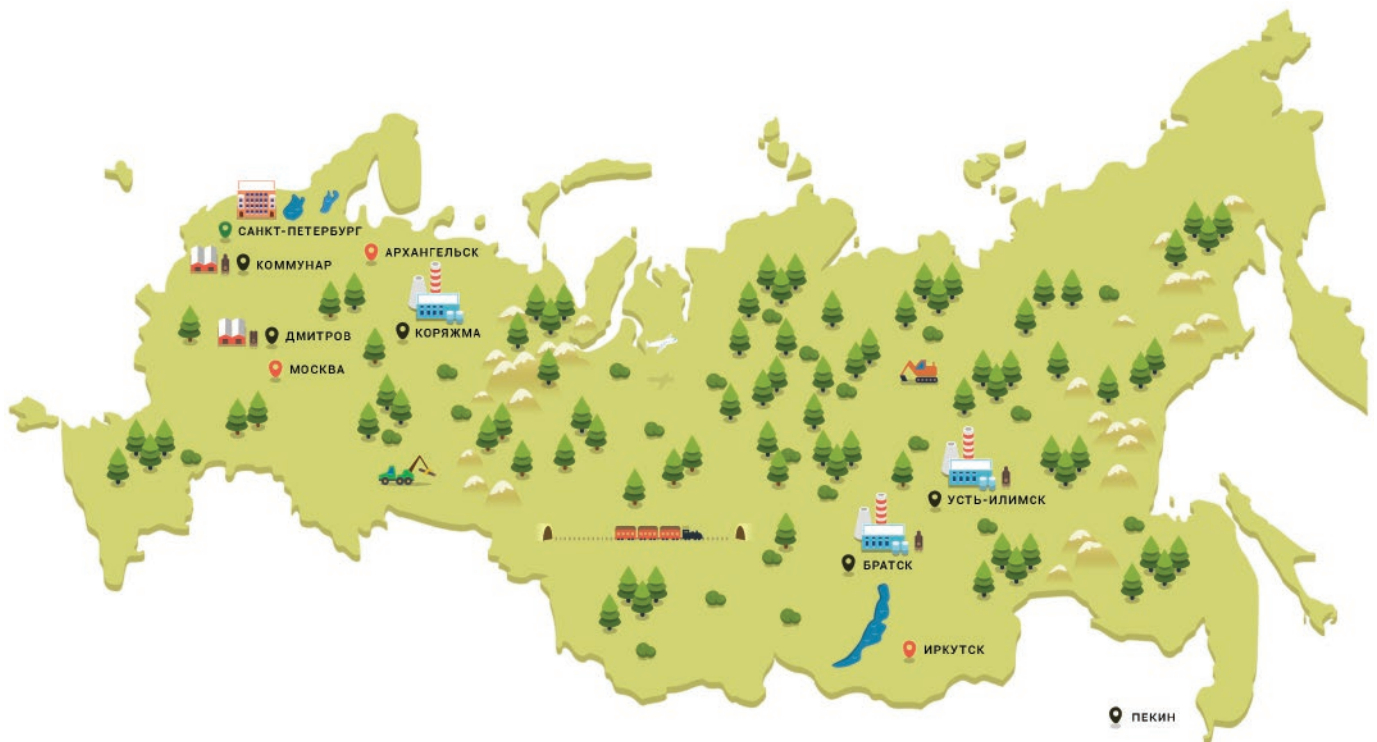 САНКТ-ПЕТЕРБУРГ
АРХАНГЕЛЬСК
КОММУНАР
КОРЯЖМА
ДМИТРОВ
МОСКВА
УСТЬ-ИЛИМСК
БРАТСК
ИРКУТСК
ПЕКИН